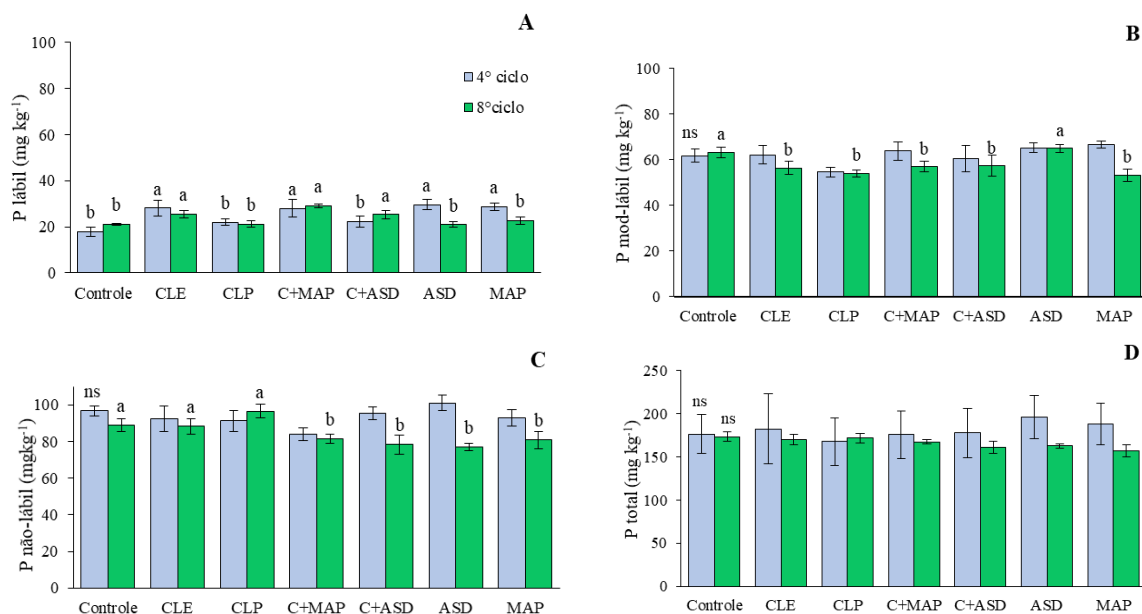 A
P lábil (mg kg-1)
100
80
60
40
20
0
4° ciclo
8°ciclo
b b a a b b a a b a a b a b
Controle CLE CLP C+MAP C+ASD ASD MAP
B
P mod-lábil (mg kg-1)
100
80
60
40
20
0
ns a b b b b a b
Controle CLE CLP C+MAP C+ASD ASD MAP
C
P não-lábil (mgkg-1)
100
80
60
40
20
0
ns a a a b b b b
Controle CLE CLP C+MAP C+ASD ASD MAP
D
P total (mg kg-1)
250
200
150
100
50
0
ns ns
Controle CLE CLP C+MAP C+ASD ASD MAP